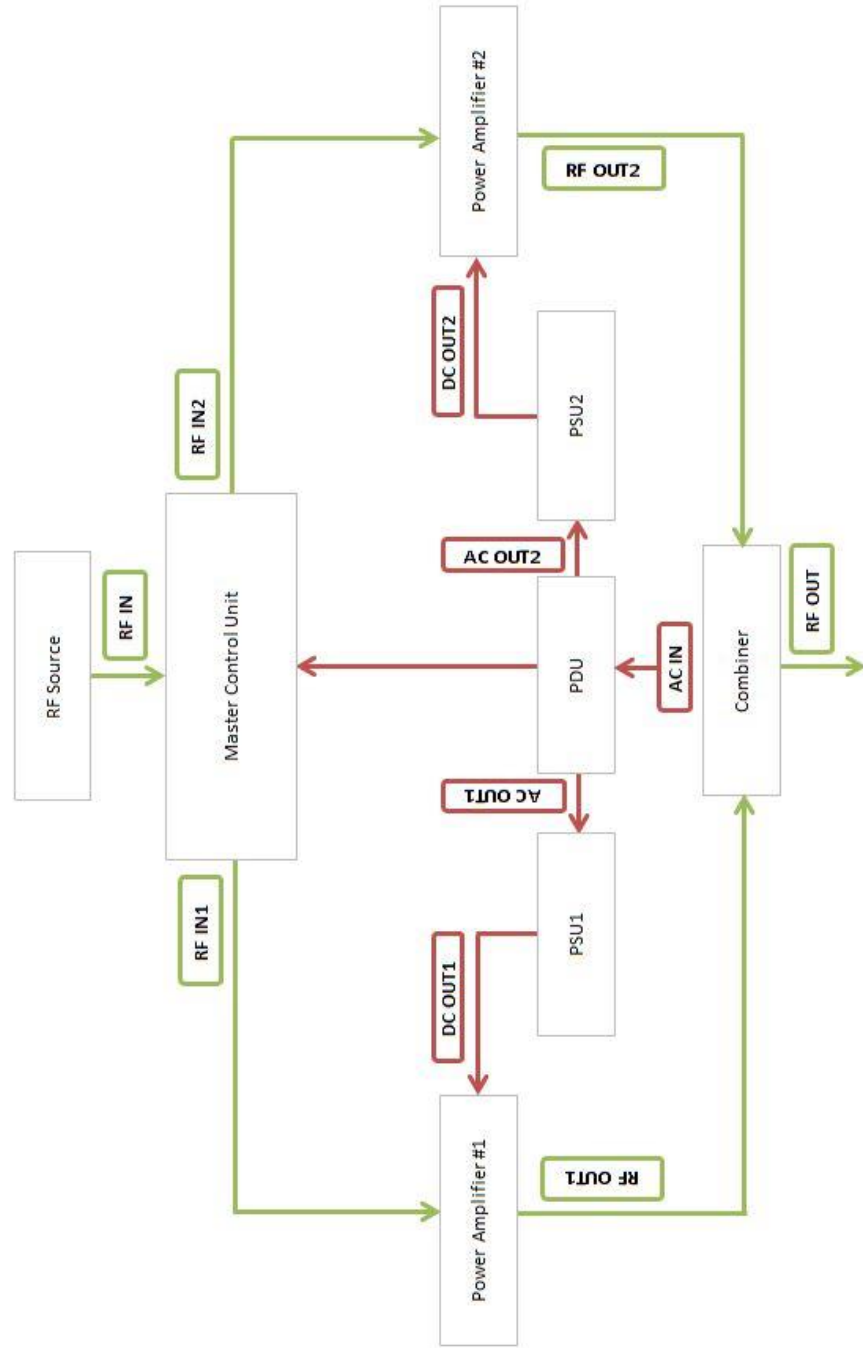 RF Source
RF IN
Master Control Unit
RF IN1
RF IN2
Power Amplifier #1
Power Amplifier #2
DC OUT1
DC OUT2
PSU1
PSU2
AC OUT1
AC OUT2
PDU
AC IN
RF OUT1
RF OUT2
Combiner
RF OUT